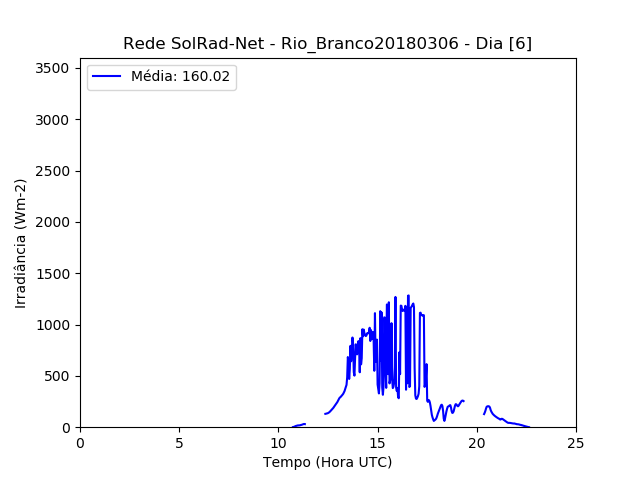 Rede SolRad-Net - Rio_Branco20180306 - Dia [6]
Média: 160.02
3500
3000
2500
2000
1500
1000
500
0
Irradiância (Wm-2)
0 5 10 15 20 25
Tempo (Hora UTC)